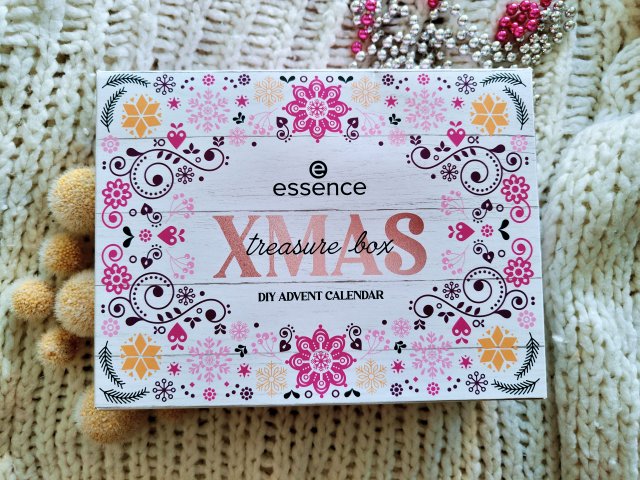 e
essence
XMAS
treasure box
DIY ADVENT CALENDAR